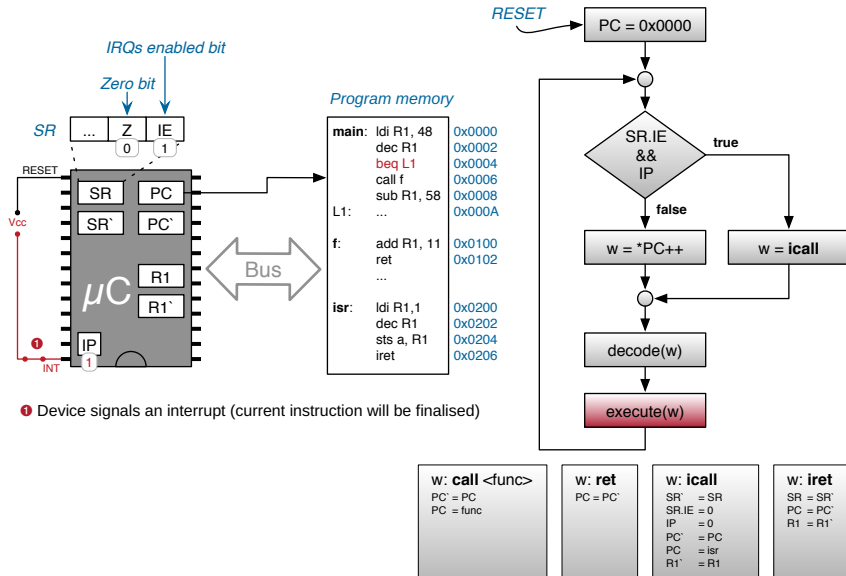 RESET
PC = 0x0000
IRQs enabled bit
Zero bit
SR ... Z IE
0 1
Program memory
main: ldi R1, 48 0x0000
dec R1 0x0002
beq L1 0x0004
call f 0x0006
sub R1, 58 0x0008
L1: ... 0x000A
f: add R1, 11 0x0100
ret 0x0102
...
isr: ldi R1,1 0x0200
dec R1 0x0202
sts a, R1 0x0204
iret 0x0206
RESET
Vcc
INT
1
SR PC
SR` PC`
µC
R1
R1`
IP
1
Bus
SR.IE
&&
IP
true
false
w = *PC++
w = icall
decode(w)
execute(w)
1 Device signals an interrupt (current instruction will be finalised)
w: call <func>
PC` = PC
PC = func
w: ret
PC = PC`
w: icall
SR` = SR
SR.IE = 0
IP = 0
PC` = PC
PC = isr
R1` = R1
w: iret
SR = SR`
PC = PC`
R1 = R1`